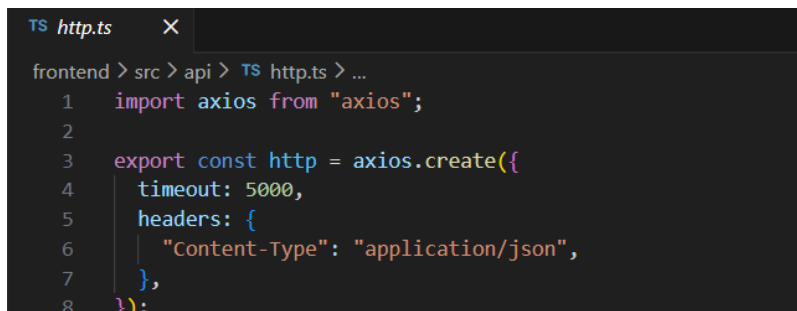 TS http.ts ×
frontend > src > api > TS http.ts > ...
1 import axios from "axios";
2
3 export const http = axios.create({
4   timeout: 5000,
5   headers: {
6     "Content-Type": "application/json",
7   },
8 });